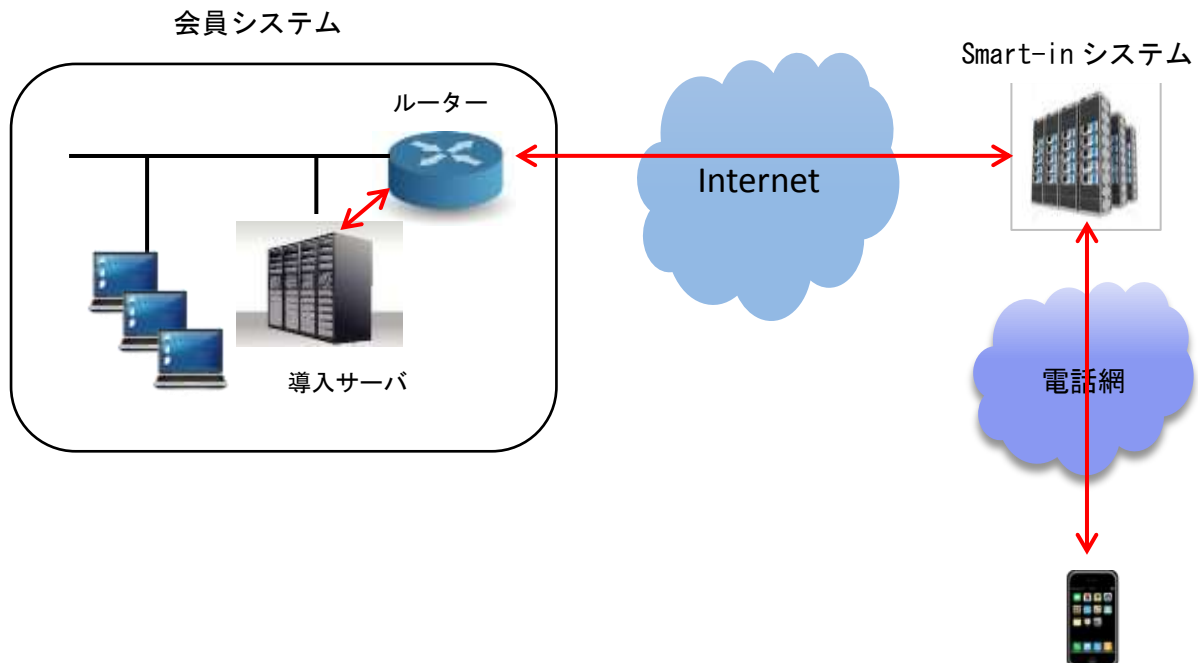 会員システム
Smart-in システム
ルーター
Internet
導入サーバ
電話網